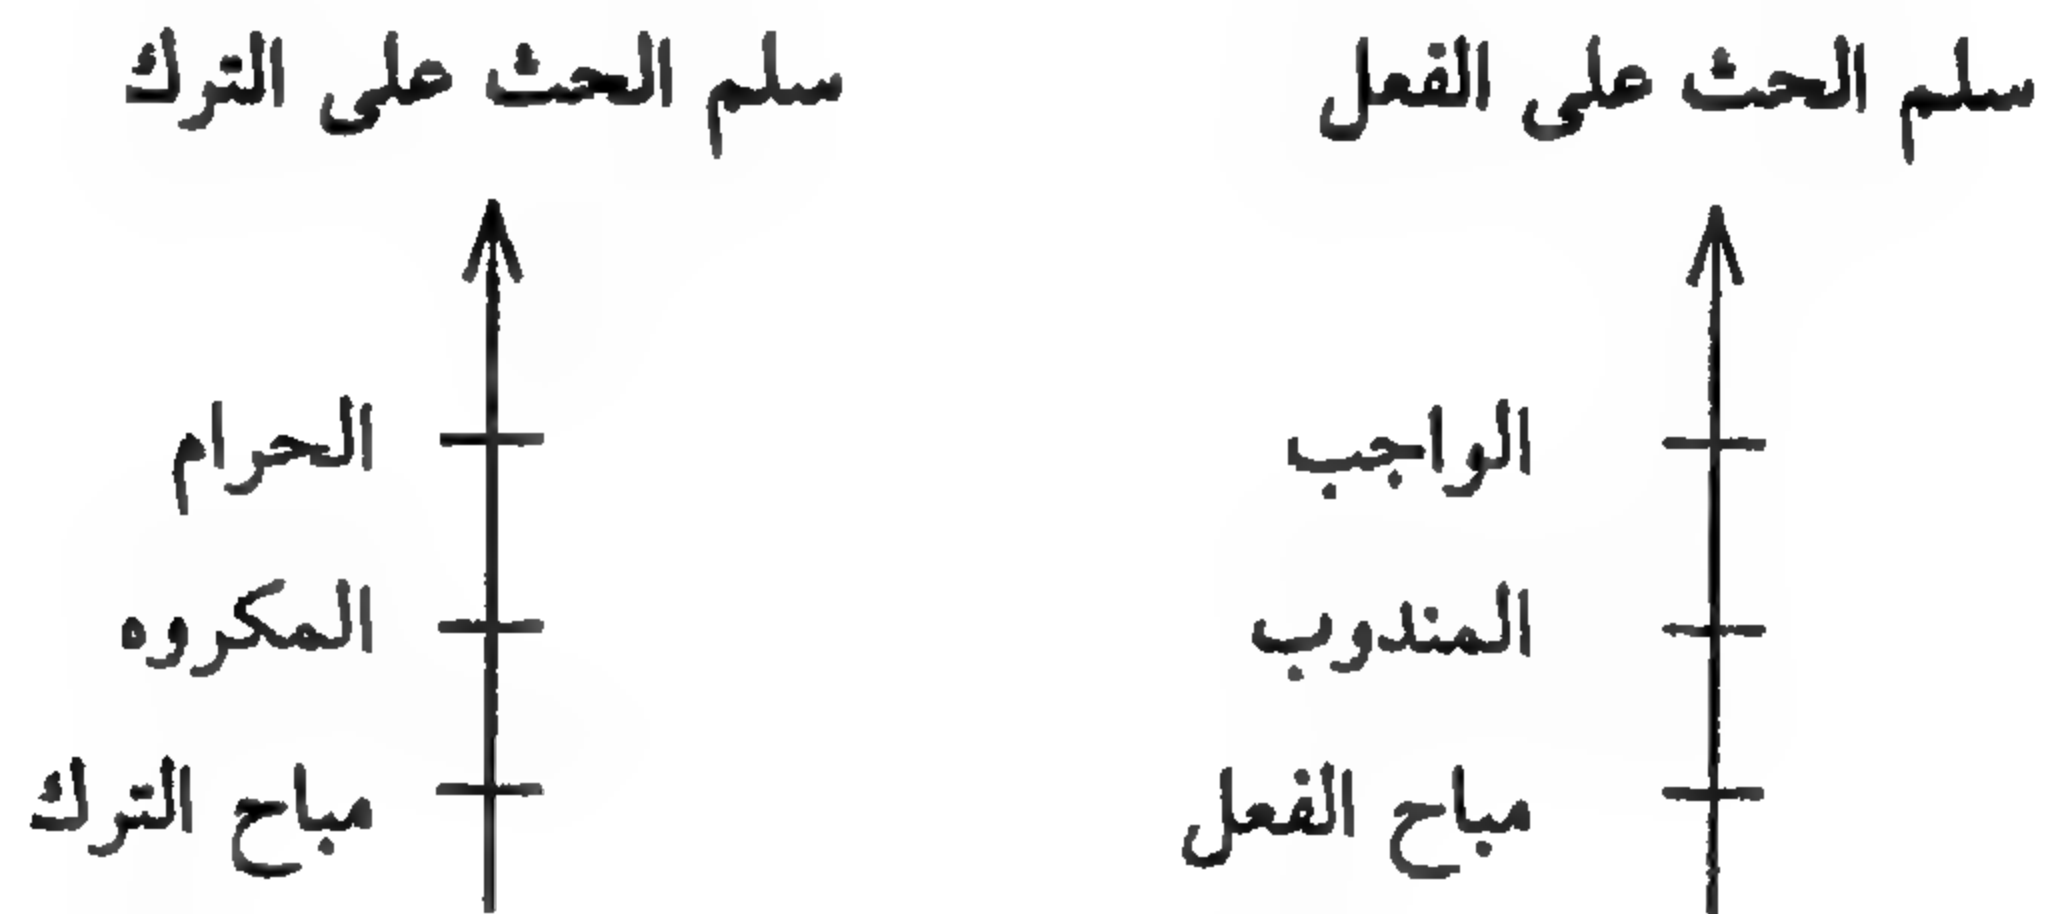 سلم الحث على الفعل
الواجب
المندوب
مباح الفعل
سلم الحث على الترك
الحرام
المكروه
مباح الترك